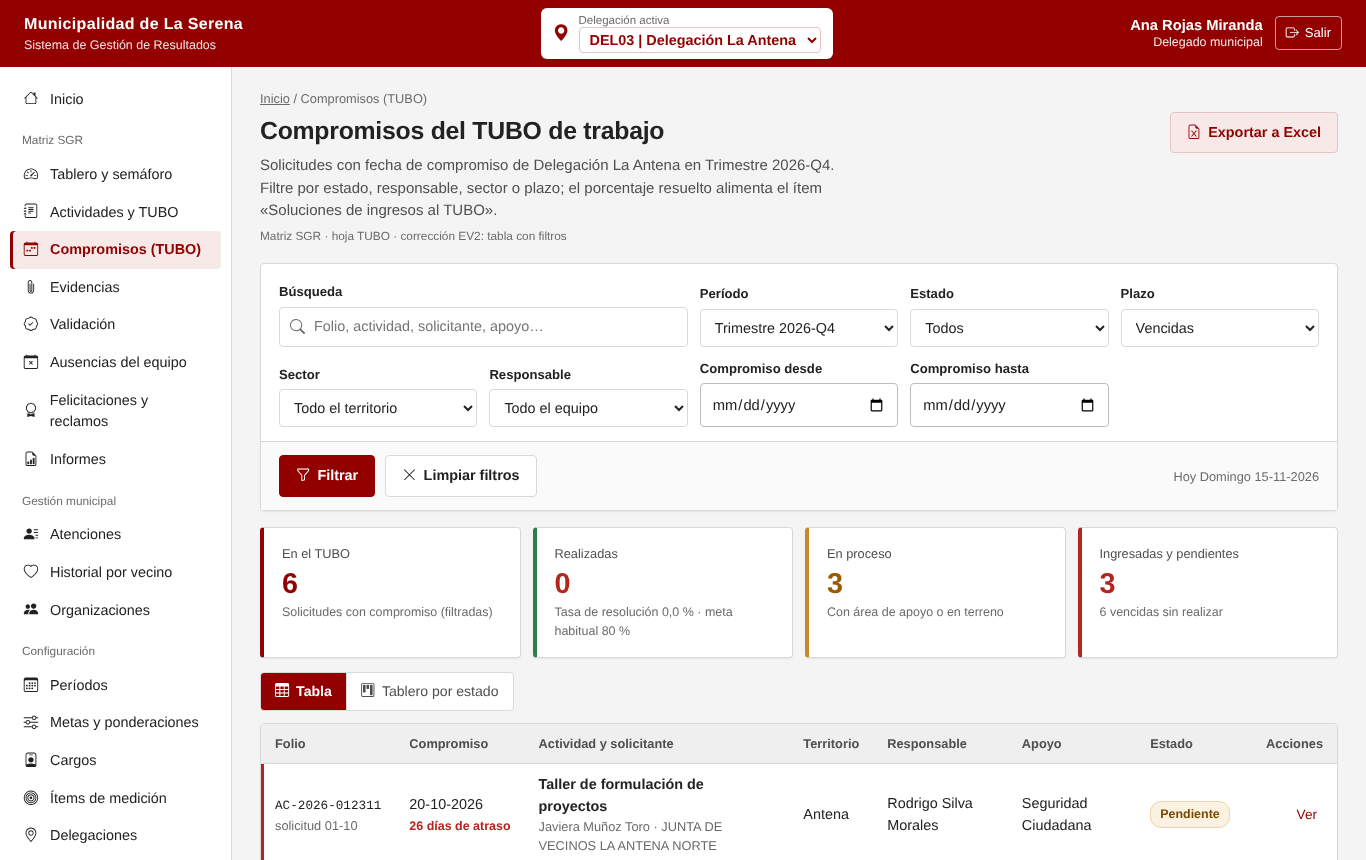 Municipalidad de La Serena
Sistema de Gestión de Resultados
Delegación activa
DEL03 | Delegación La Antena
Ana Rojas Miranda
Delegado municipal
Salir
Inicio
Matriz SGR
Tablero y semáforo
Actividades y TUBO
Compromisos (TUBO)
Evidencias
Validación
Ausencias del equipo
Felicitaciones y
reclamos
Informes
Gestión municipal
Atenciones
Historial por vecino
Organizaciones
Configuración
Períodos
Metas y ponderaciones
Cargos
Ítems de medición
Delegaciones
Inicio / Compromisos (TUBO)
Compromisos del TUBO de trabajo
Solicitudes con fecha de compromiso de Delegación La Antena en Trimestre 2026-Q4.
Filtre por estado, responsable, sector o plazo; el porcentaje resuelto alimenta el ítem
«Soluciones de ingresos al TUBO».
Matriz SGR · hoja TUBO · corrección EV2: tabla con filtros
Exportar a Excel
Búsqueda
Folio, actividad, solicitante, apoyo…
Período
Trimestre 2026-Q4
Estado
Todos
Plazo
Vencidas
Sector
Todo el territorio
Responsable
Todo el equipo
Compromiso desde
mm/dd/yyyy
Compromiso hasta
mm/dd/yyyy
Filtrar
Limpiar filtros
Hoy Domingo 15-11-2026
En el TUBO
6
Solicitudes con compromiso (filtradas)
Realizadas
0
Tasa de resolución 0,0 % · meta
habitual 80 %
En proceso
3
Con área de apoyo o en terreno
Ingresadas y pendientes
3
6 vencidas sin realizar
Tabla
Tablero por estado
Folio Compromiso Actividad y solicitante Territorio Responsable Apoyo Estado Acciones
AC-2026-012311
solicitud 01-10
20-10-2026
26 días de atraso
Taller de formulación de
proyectos
Javiera Muñoz Toro · JUNTA DE
VECINOS LA ANTENA NORTE
Antena
Rodrigo Silva
Morales
Seguridad
Ciudadana
Pendiente
Ver